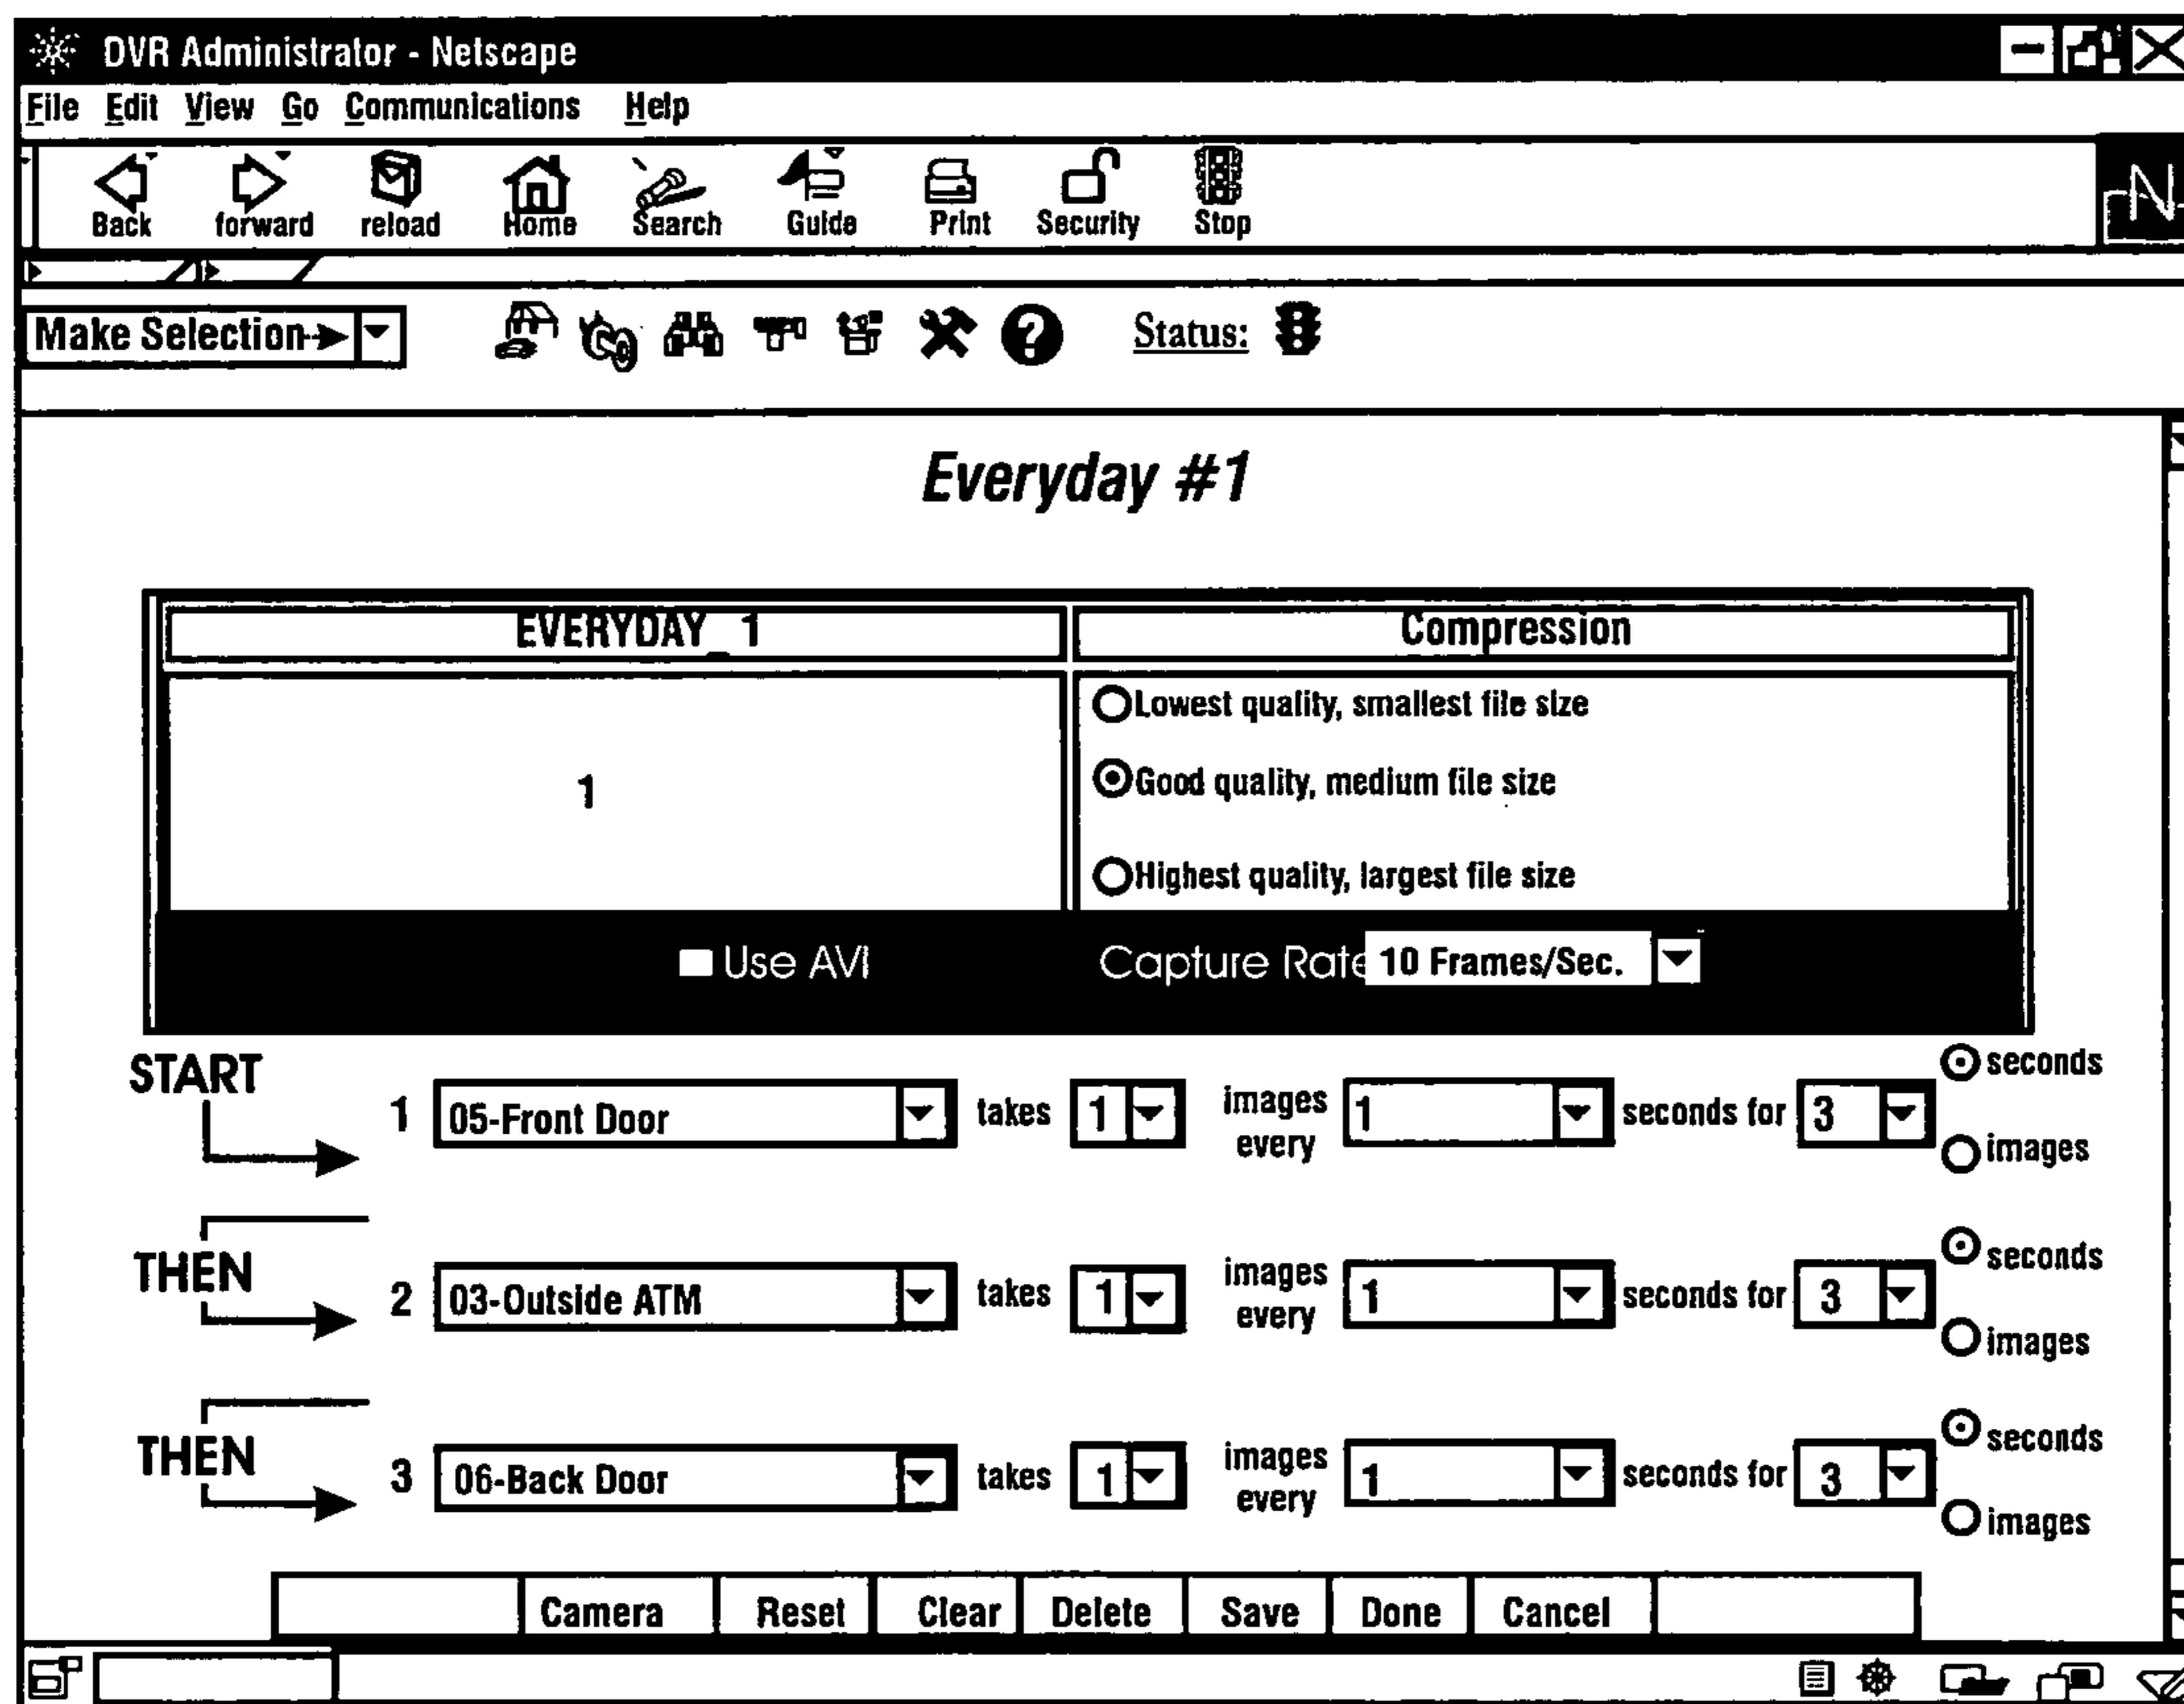 DVR Administrator - Netscape
File Edit View Go Communications Help
Back forward reload Home Search Guide Print Security Stop
N
Make Selection Status:
Everyday #1
EVERYDAY_1 Compression
Lowest quality, smallest file size
1 Good quality, medium file size
Highest quality, largest file size
Use AVI Capture Rate 10 Frames/Sec.
START
1 05-Front Door takes 1 images every 1 seconds for 3 seconds images
THEN
2 03-Outside ATM takes 1 images every 1 seconds for 3 seconds images
THEN
3 06-Back Door takes 1 images every 1 seconds for 3 seconds images
Camera Reset Clear Delete Save Done Cancel